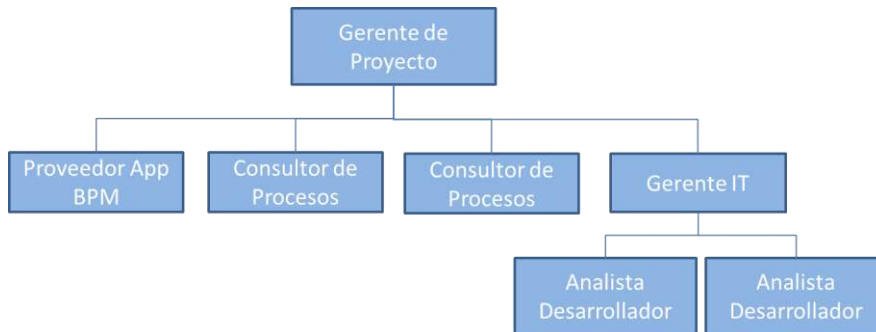 Gerente de
Proyecto
Proveedor App
BPM
Consultor de
Procesos
Consultor de
Procesos
Gerente IT
Analista
Desarrollador
Analista
Desarrollador